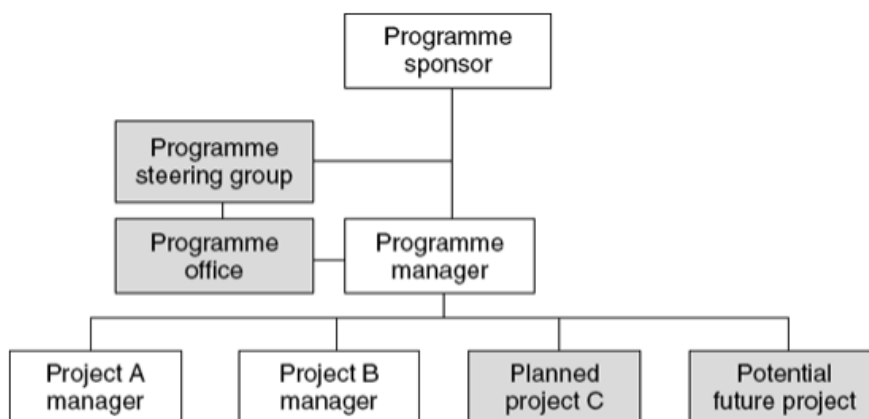 Programme
sponsor
Programme
steering group
Programme
office
Programme
manager
Project A
manager
Project B
manager
Planned
project C
Potential
future project